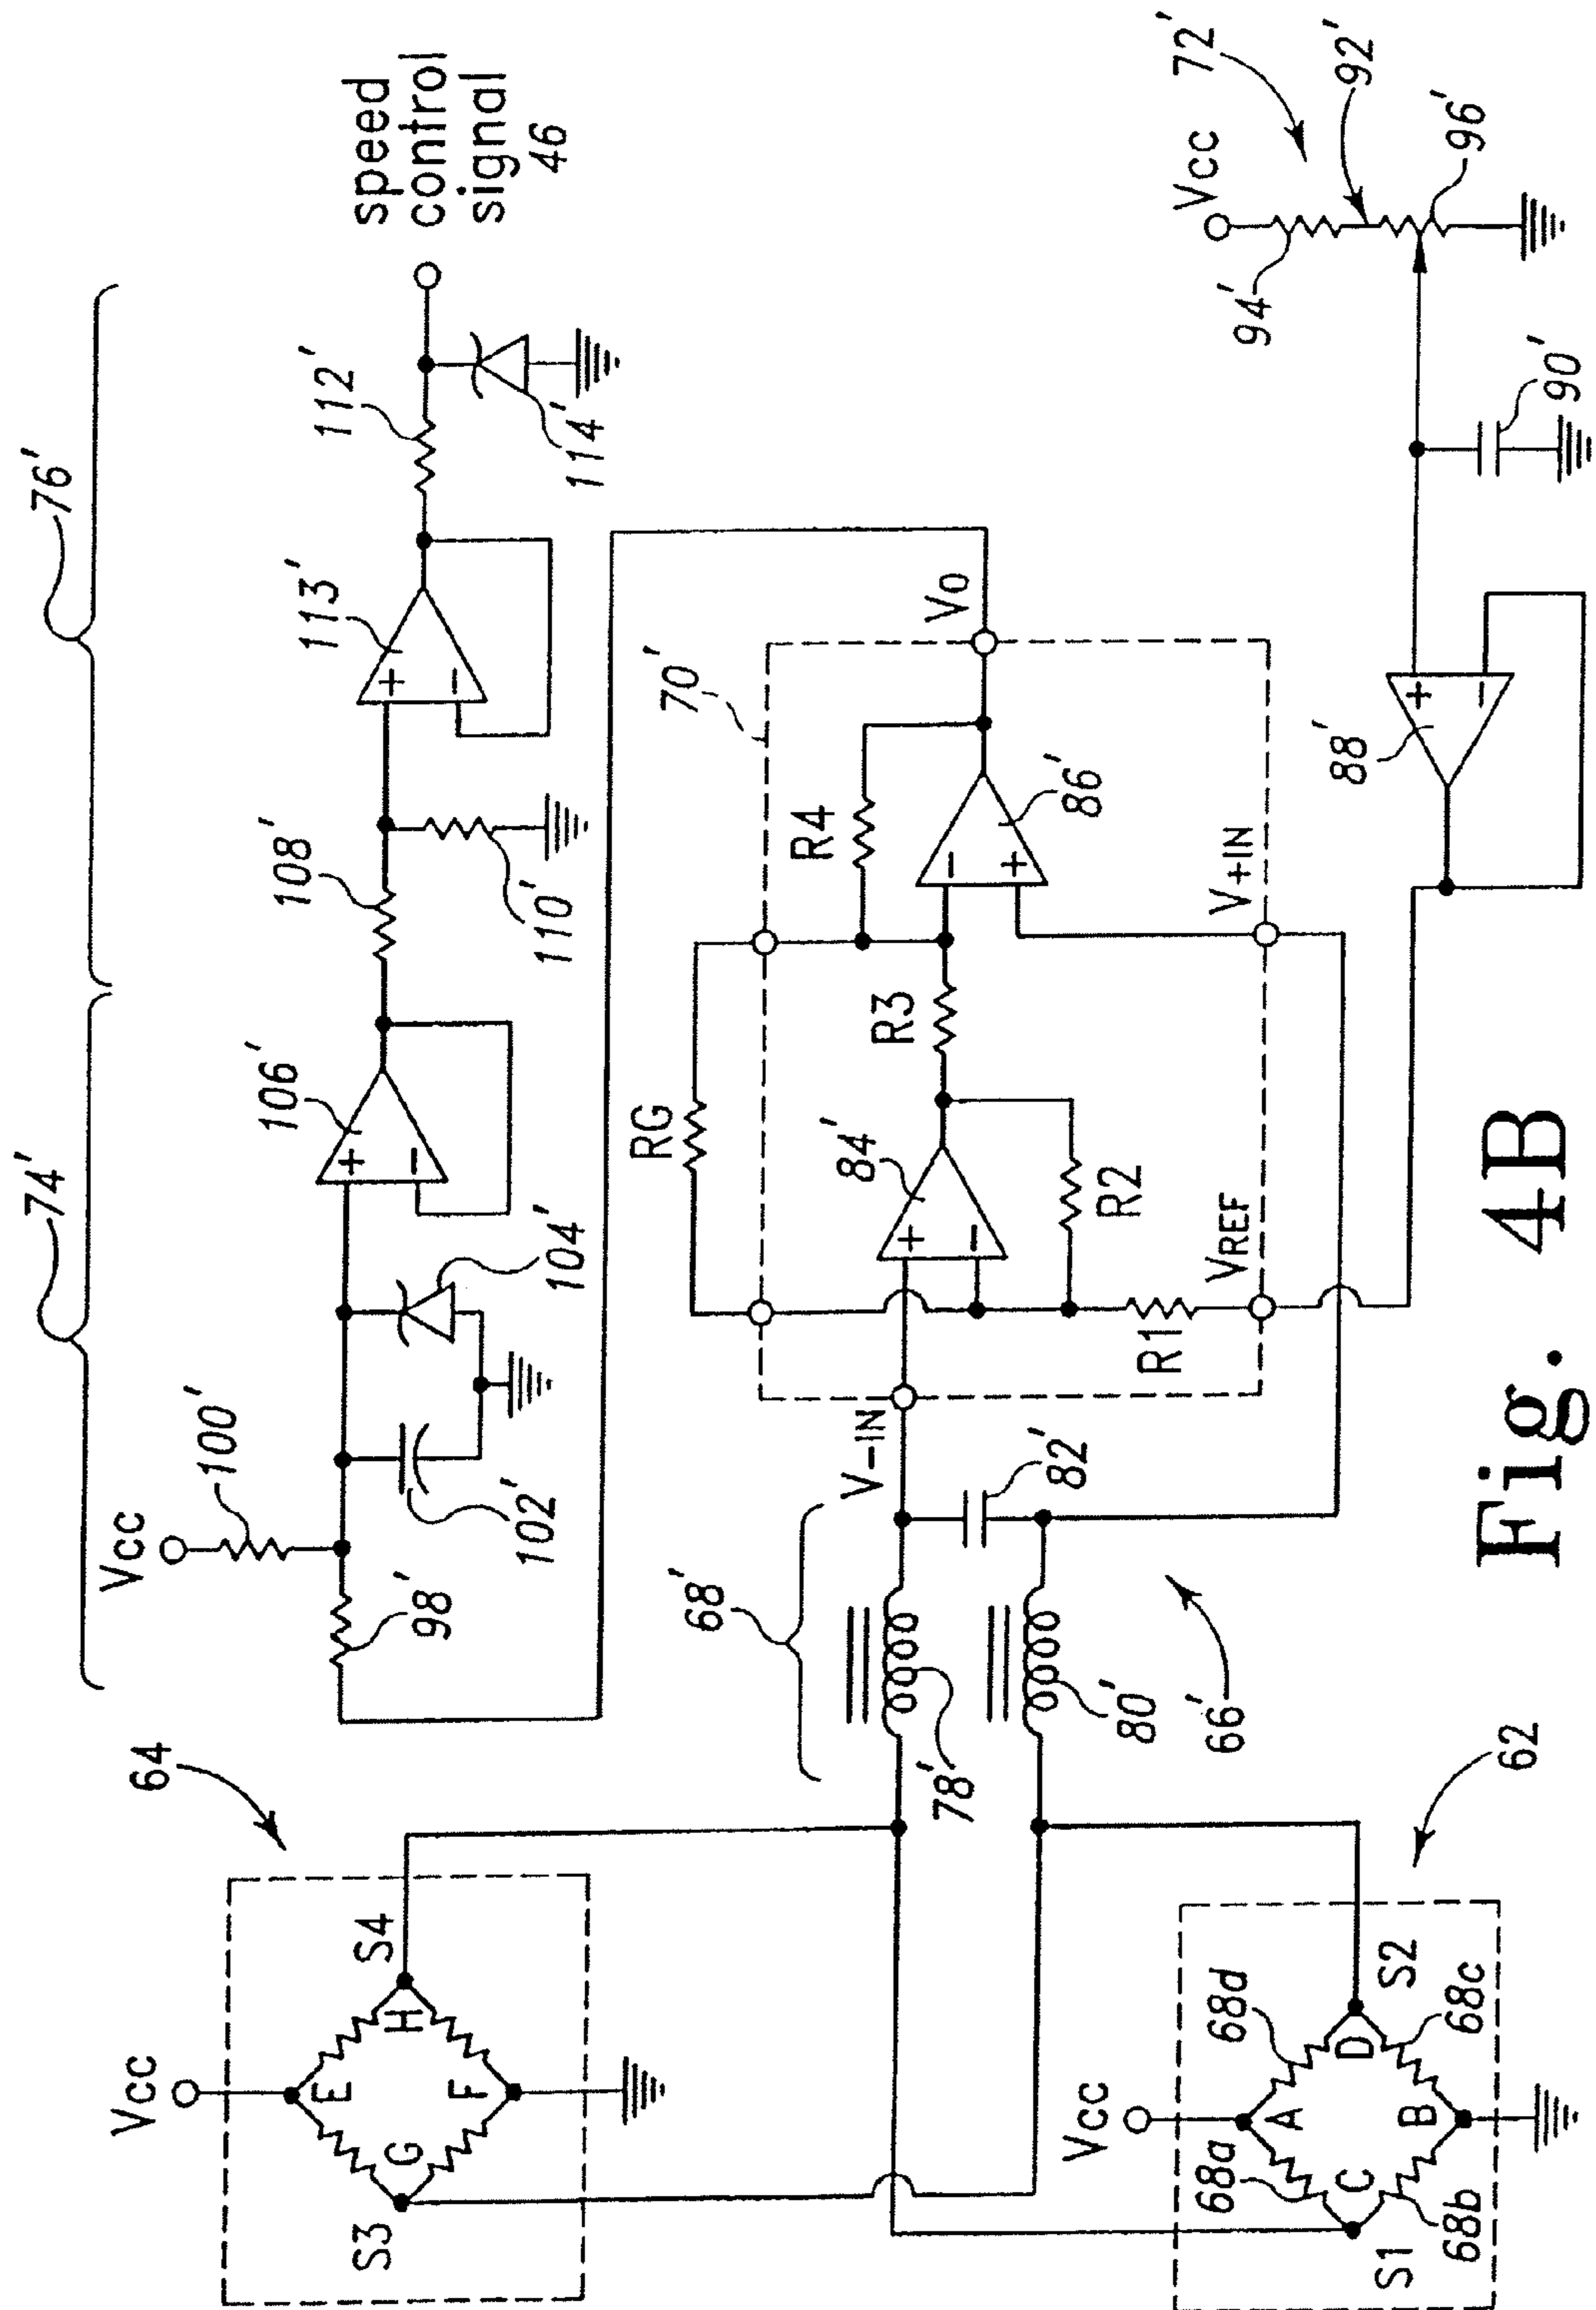 74'
76'
Vcc
100'
98'
102'
104'
106'
108'
110'
113'
112'
114'
speed
control
signal
46
+
−
+
−
64
Vcc
E
G
H
F
S3
S4
68'
78'
80'
82'
66'
V-IN
70'
RG
84'
+
−
R2
R1
VREF
R3
R4
−
+
86'
V+IN
VO
62
Vcc
A
B
C
D
68a
68b
68c
68d
S1
S2
88'
+
−
90'
72'
Vcc
94'
92'
96'
Fig. 4B